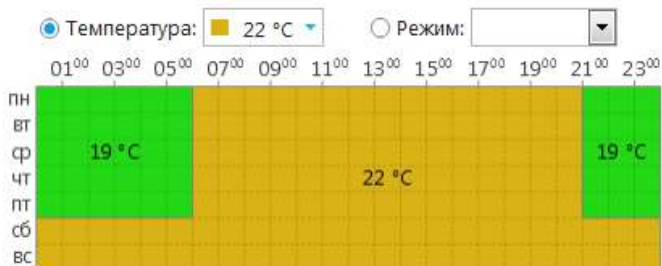 Температура: 22 °C Режим:
01⁰⁰ 03⁰⁰ 05⁰⁰ 07⁰⁰ 09⁰⁰ 11⁰⁰ 13⁰⁰ 15⁰⁰ 17⁰⁰ 19⁰⁰ 21⁰⁰ 23⁰⁰
пн
вт
ср 19 °C 19 °C
чт 22 °C
пт
сб
вс